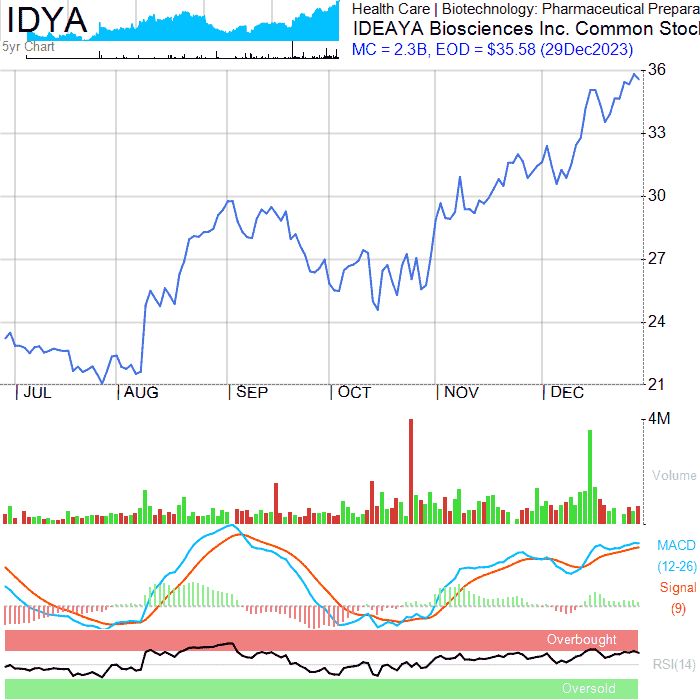 IDYA
5yr Chart
Health Care | Biotechnology: Pharmaceutical Prepara
IDEAYA Biosciences Inc. Common Stoc
MC = 2.3B, EOD = $35.58 (29Dec2023)
36
33
30
27
24
21
JUL AUG SEP OCT NOV DEC
4M
Volume
MACD
(12-26)
Signal
(9)
Overbought
RSI(14)
Oversold